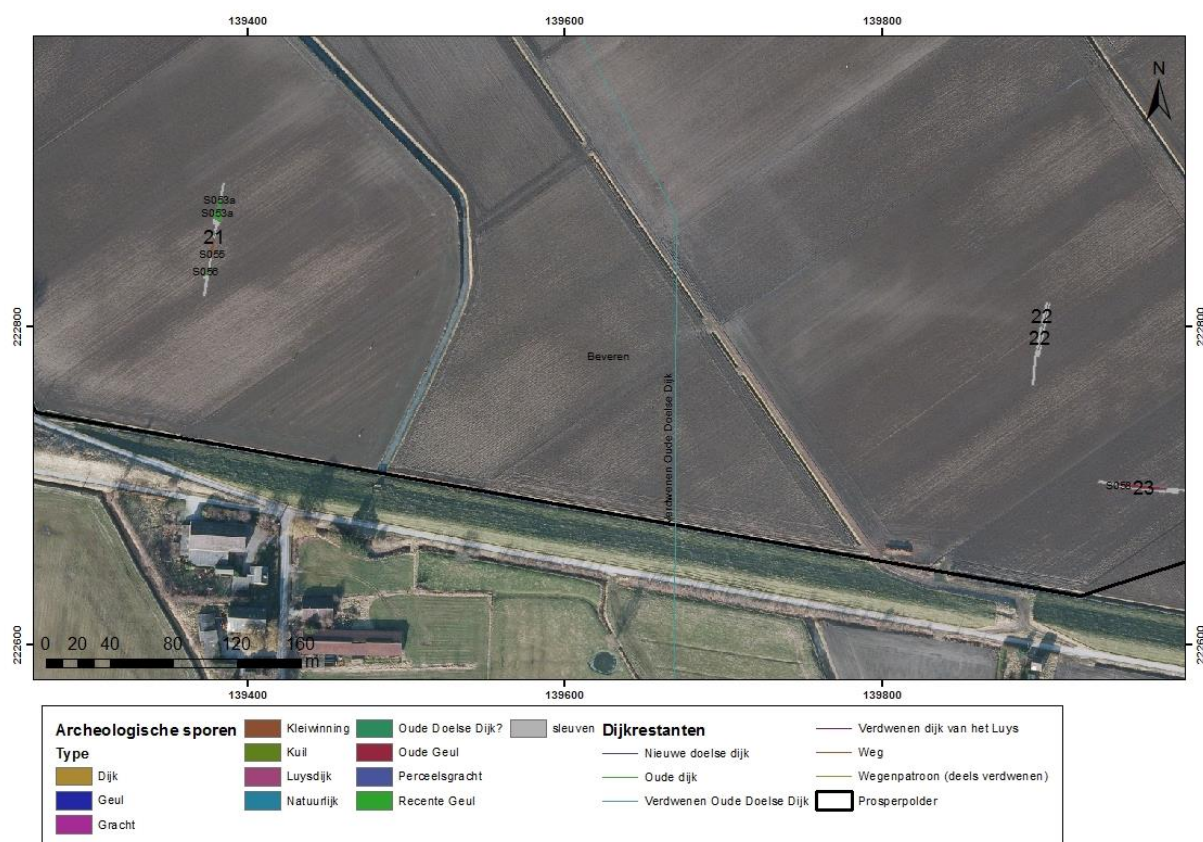 139400 139600 139800
N
S053a
S053a
21
S055
S056
222800 222800
22
22
Beveren
Verdwenen Oude Doelse Dijk
S058 23
222600 222600
0 20 40 80 120 160
m
139400 139600 139800
Archeologische sporen
Type
Dijk
Geul
Gracht
Kleiwinning
Kuil
Luysdijk
Natuurlijk
Oude Doelse Dijk?
Oude Geul
Perceelsgracht
Recente Geul
sleuven
Dijkrestanten
Nieuwe doelse dijk
Oude dijk
Verdwenen Oude Doelse Dijk
Verdwenen dijk van het Luys
Weg
Wegenpatroon (deels verdwenen)
Prosperpolder